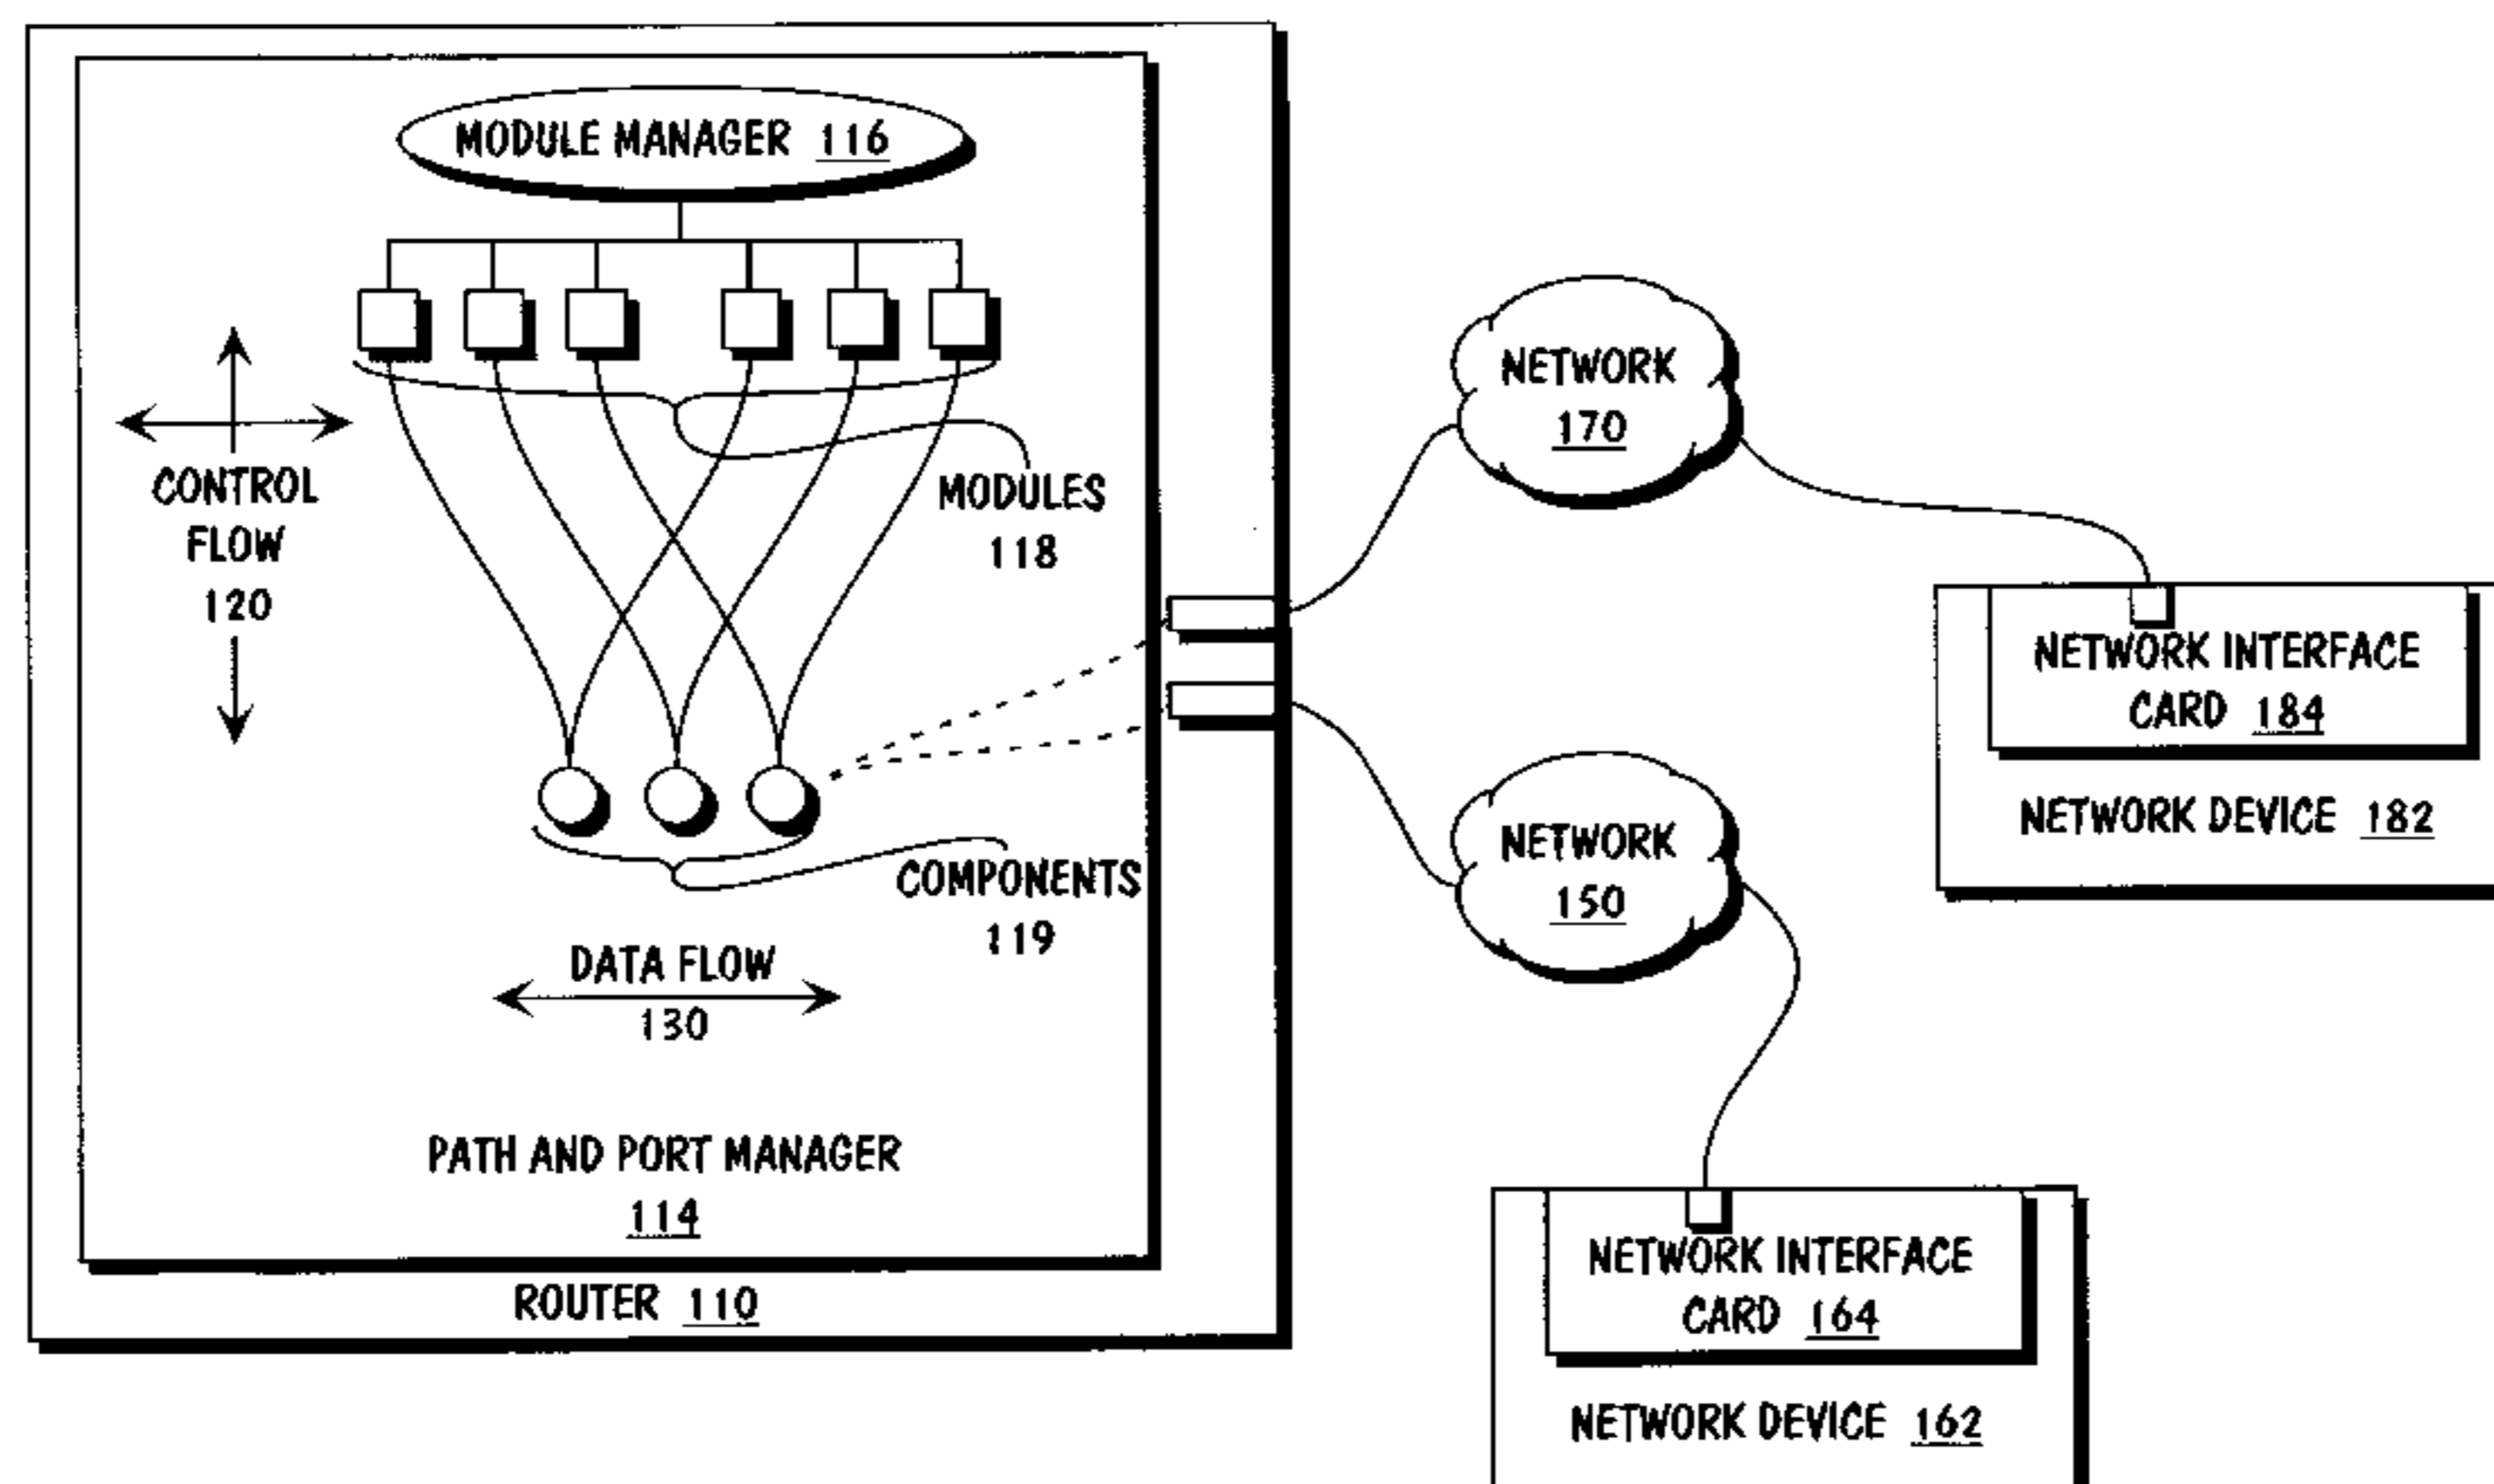 MODULE MANAGER 116
CONTROL
FLOW
120
MODULES
118
COMPONENTS
119
DATA FLOW
130
PATH AND PORT MANAGER
114
ROUTER 110
NETWORK
170
NETWORK
150
NETWORK INTERFACE
CARD 184
NETWORK DEVICE 182
NETWORK INTERFACE
CARD 164
NETWORK DEVICE 162